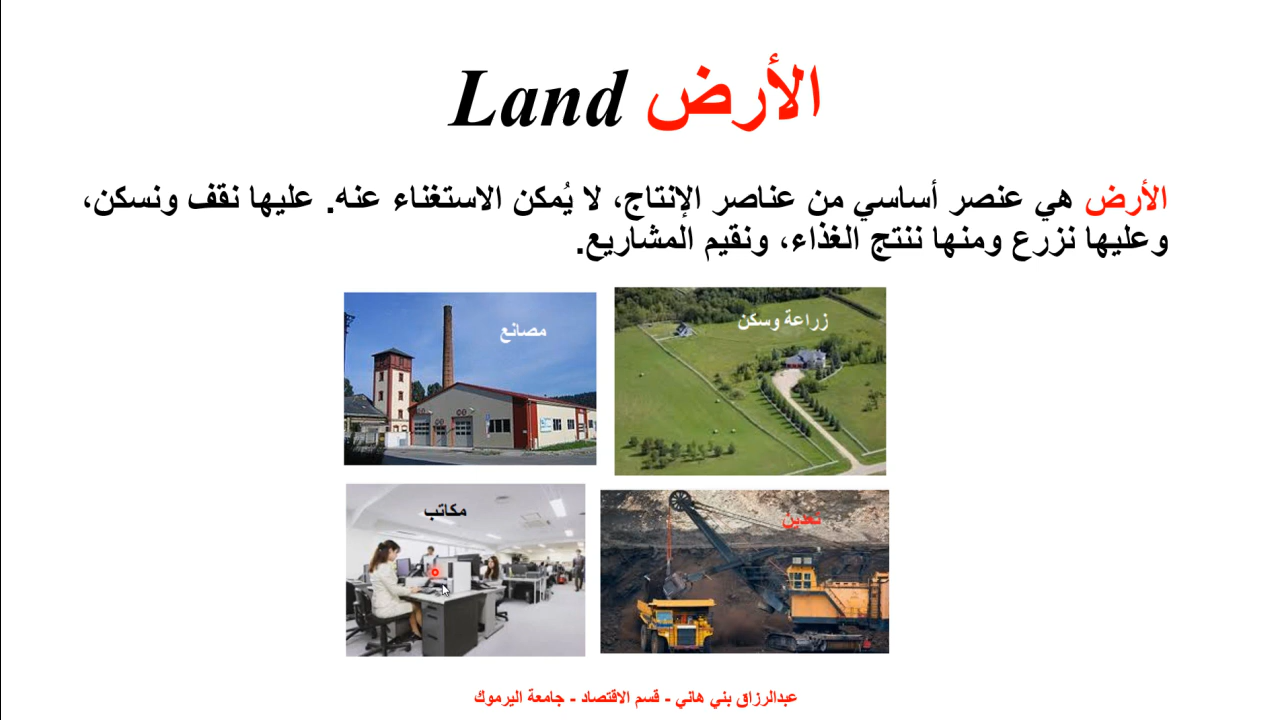 الأرض Land
الأرض هي عنصر أساسي من عناصر الإنتاج، لا يُمكن الاستغناء عنه. عليها نقف ونسكن،
وعليها نزرع ومنها ننتج الغذاء، ونقيم المشاريع.
زراعة وسكن
مصانع
تعدين
مكاتب
عبدالرزاق بني هاني - قسم الاقتصاد - جامعة اليرموك